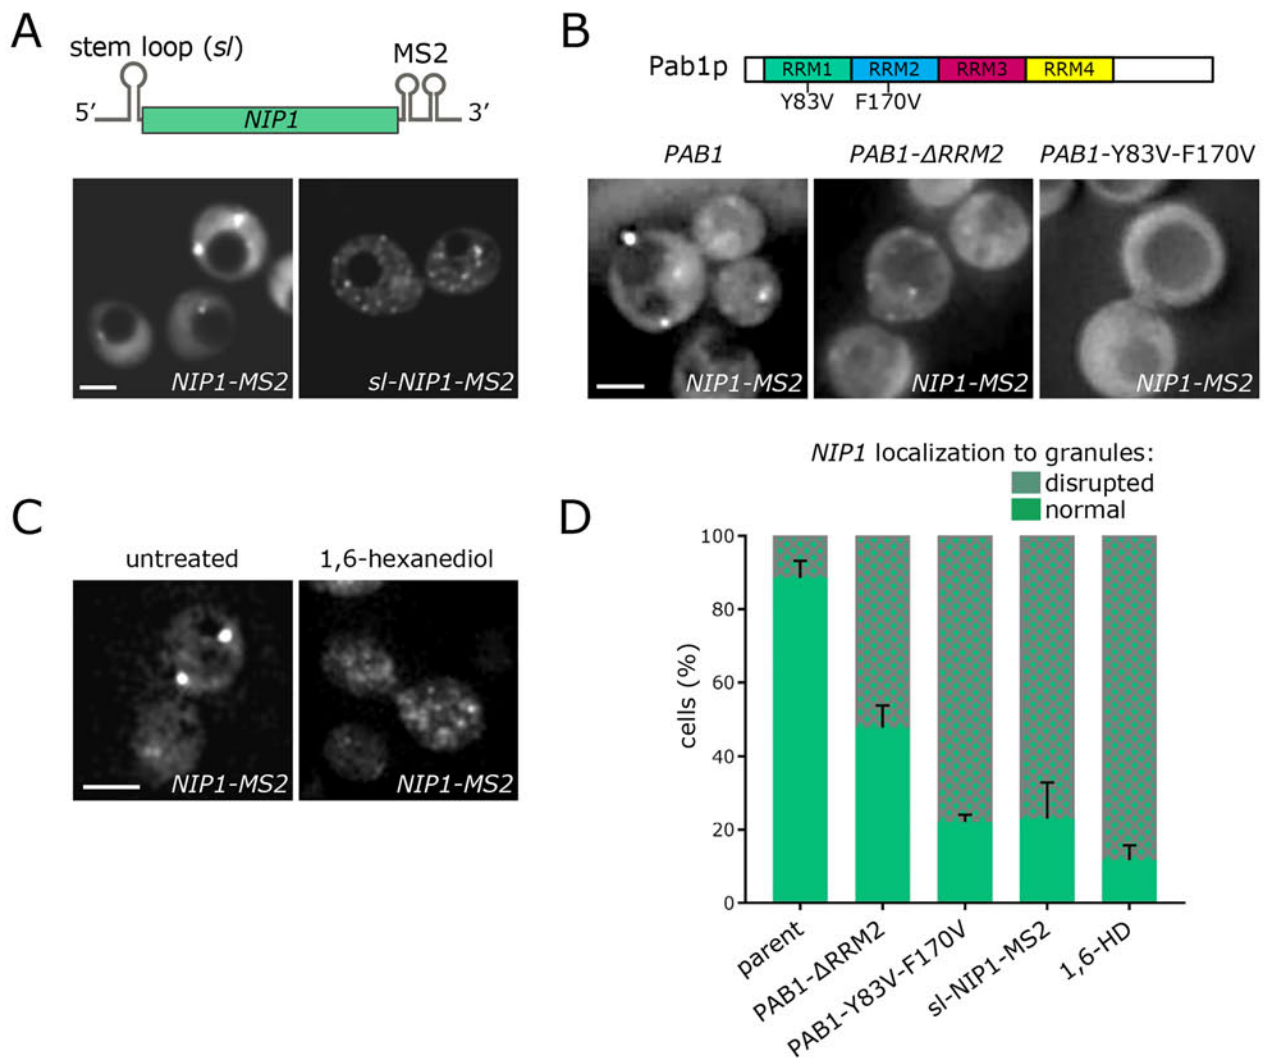 A
stem loop (sl)
MS2
5′
NIP1
3′
NIP1-MS2
sl-NIP1-MS2
B
Pab1p
RRM1
RRM2
RRM3
RRM4
Y83V
F170V
PAB1
PAB1-ΔRRM2
PAB1-Y83V-F170V
NIP1-MS2
NIP1-MS2
NIP1-MS2
C
untreated
1,6-hexanediol
NIP1-MS2
NIP1-MS2
D
NIP1 localization to granules:
disrupted
normal
cells (%)
100
80
60
40
20
0
parent
PAB1-ΔRRM2
PAB1-Y83V-F170V
sl-NIP1-MS2
1,6-HD